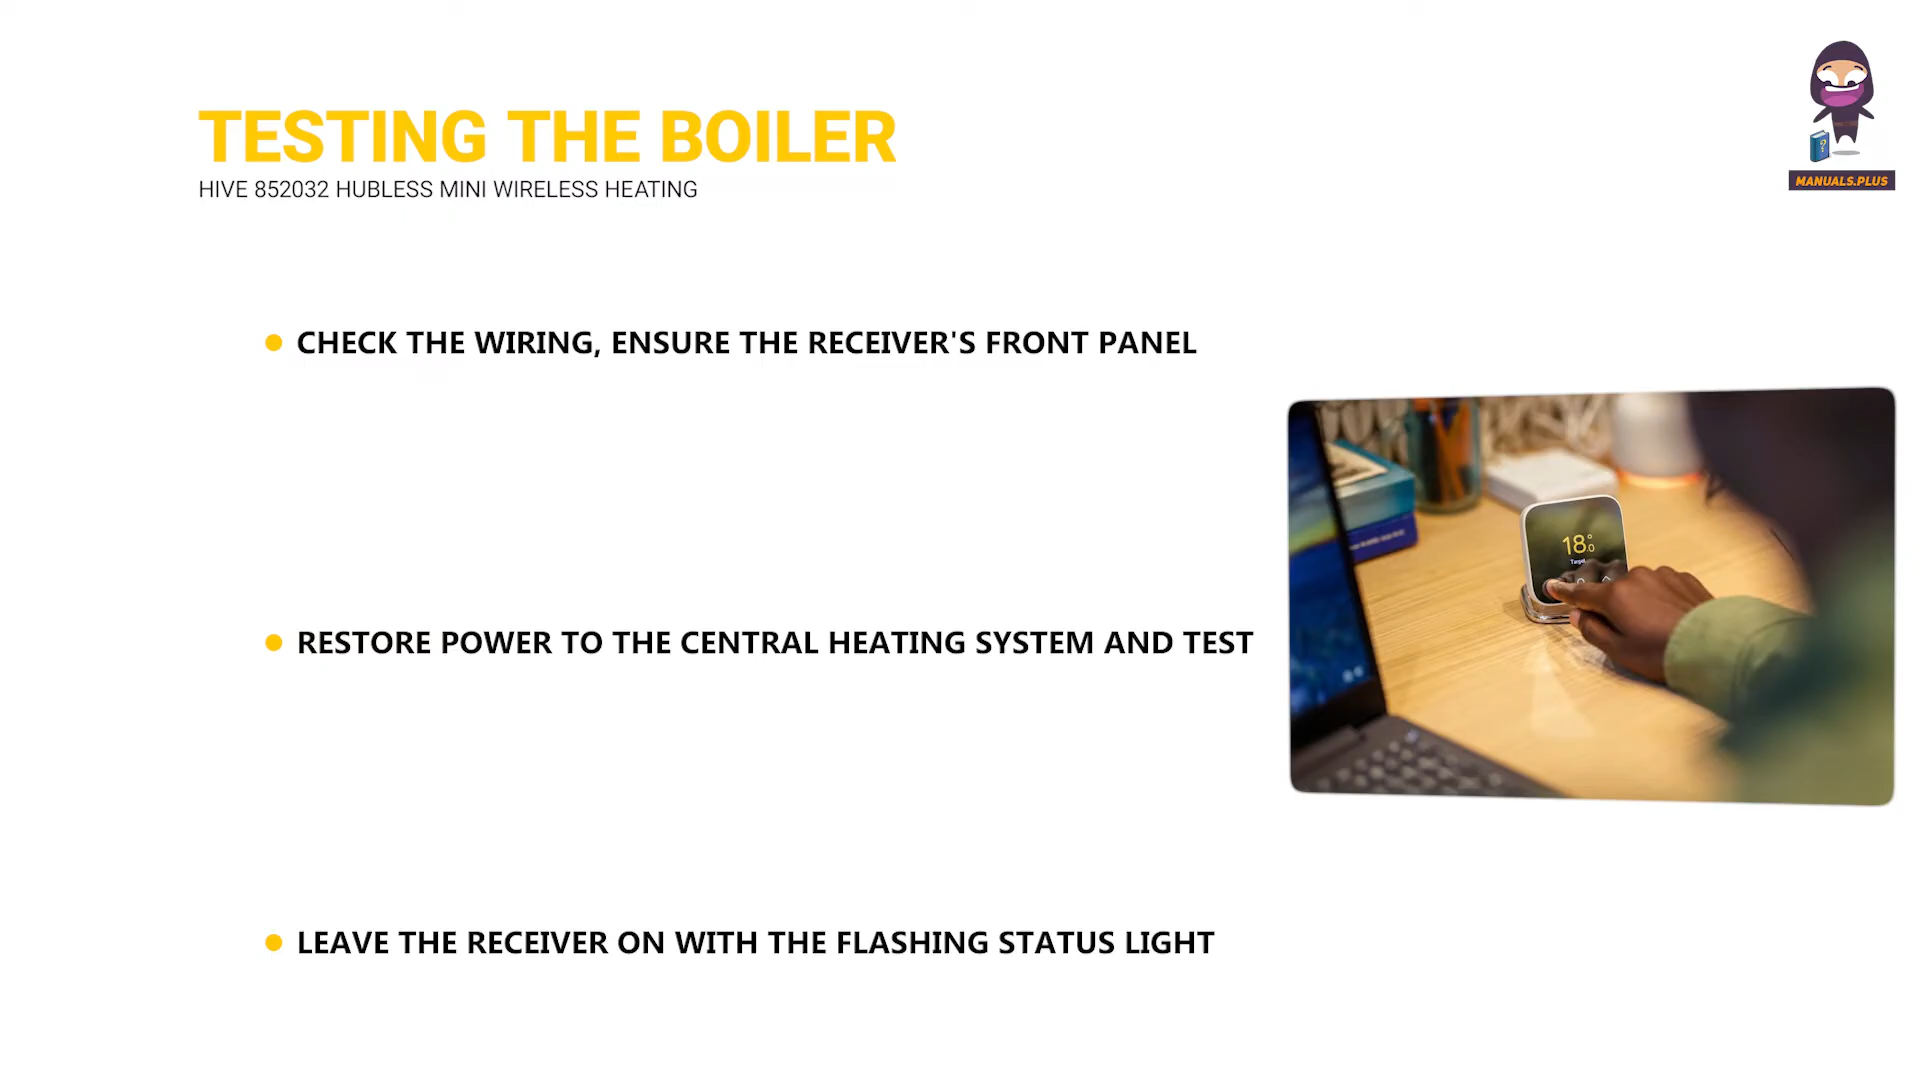 TESTING THE BOILER
HIVE 852032 HUBLESS MINI WIRELESS HEATING
MANUALS.PLUS
CHECK THE WIRING, ENSURE THE RECEIVER'S FRONT PANEL
18.0
RESTORE POWER TO THE CENTRAL HEATING SYSTEM AND TEST
LEAVE THE RECEIVER ON WITH THE FLASHING STATUS LIGHT